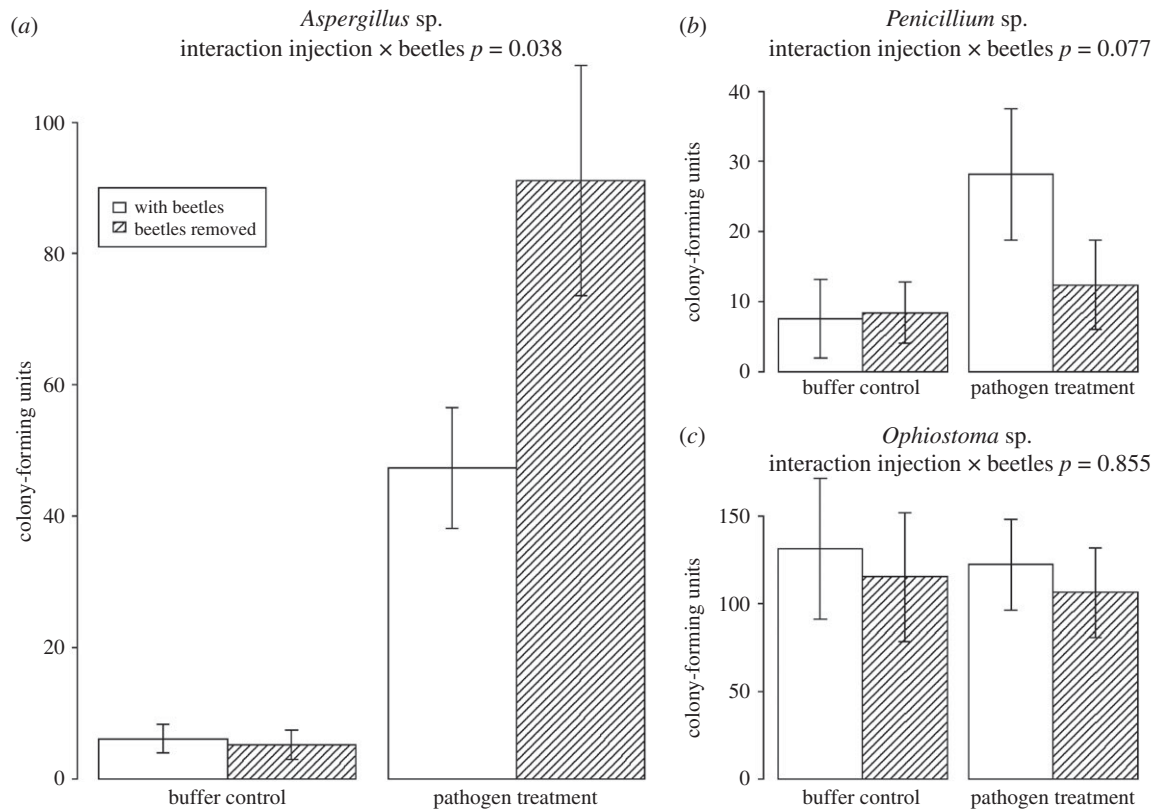 (a)
Aspergillus sp.
interaction injection × beetles p = 0.038
100
80
60
40
20
0
colony-forming units
with beetles
beetles removed
buffer control
pathogen treatment
(b)
Penicillium sp.
interaction injection × beetles p = 0.077
40
30
20
10
0
colony-forming units
buffer control
pathogen treatment
(c)
Ophiostoma sp.
interaction injection × beetles p = 0.855
150
100
50
0
colony-forming units
buffer control
pathogen treatment